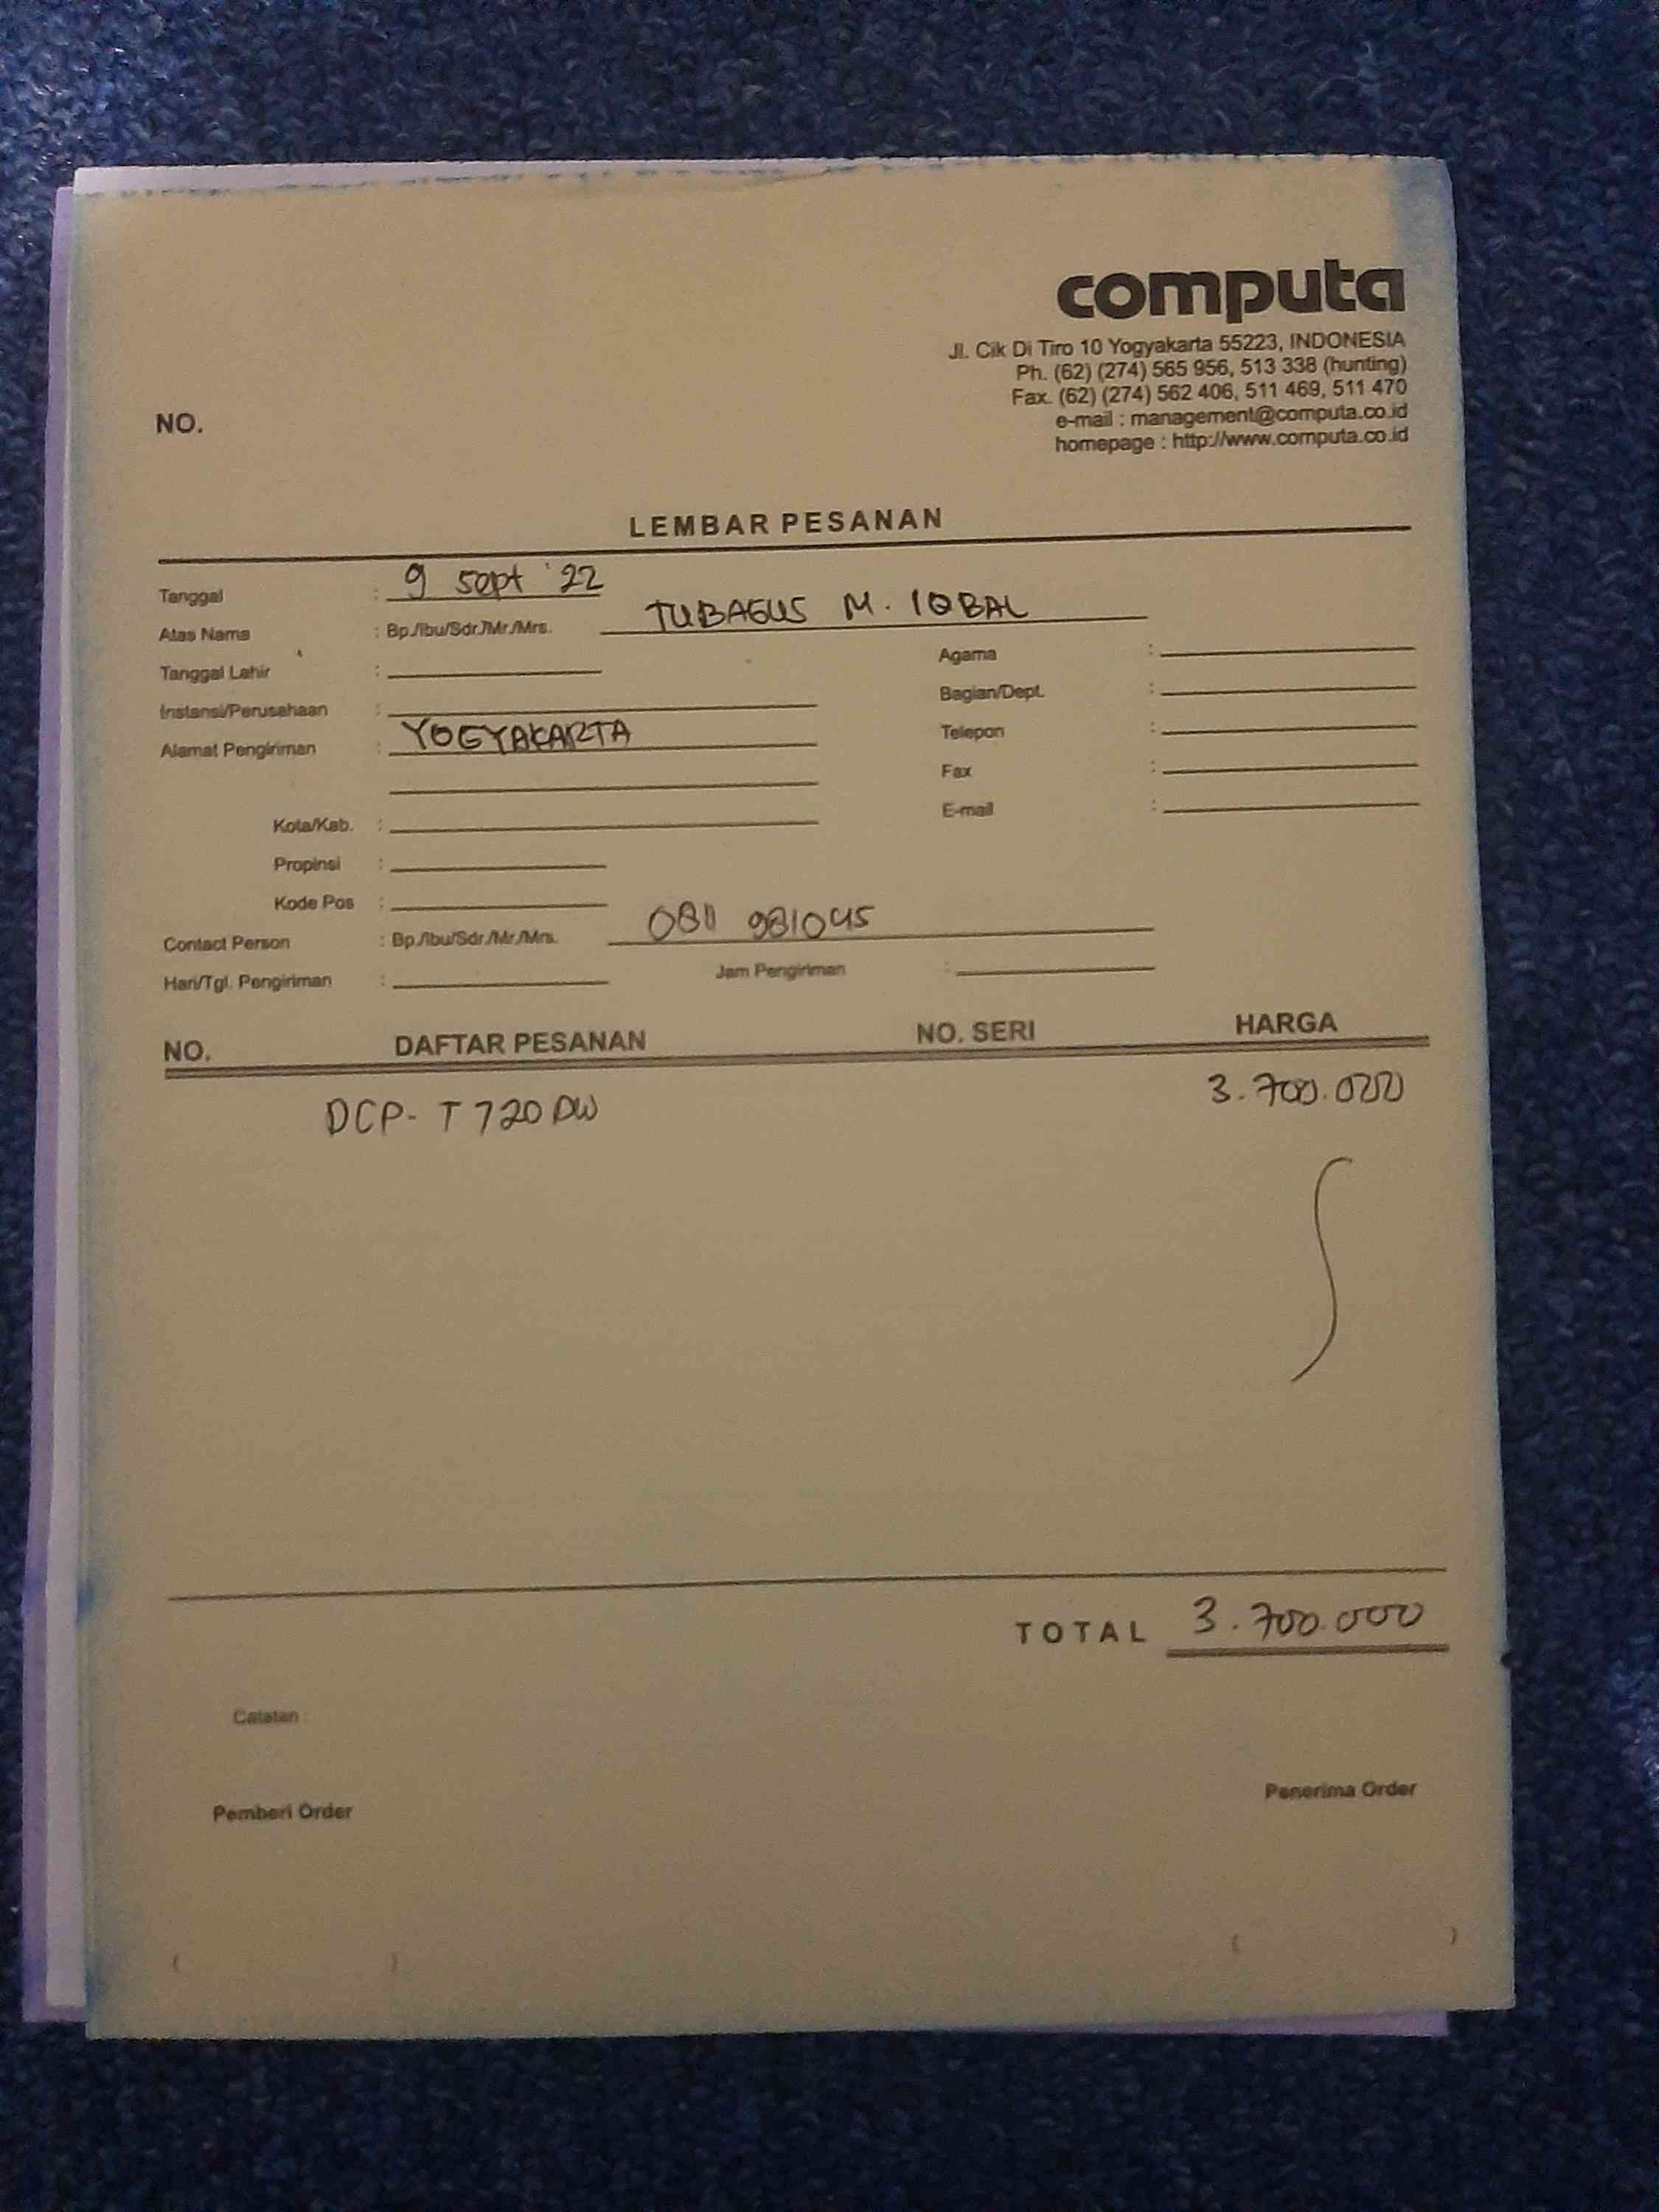 computa
Jl. Cik Di Tiro 10 Yogyakarta 55223, INDONESIA
Ph. (62) (274) 565 956, 513 338 (hunting)
Fax. (62) (274) 562 406, 511 469, 511 470
e-mail : management@computa.co.id
homepage : http://www.computa.co.id
NO.
LEMBAR PESANAN
Tanggal : 9 Sept '22
Atas Nama : Bp./Ibu/Sdr./Mr./Mrs. TUBAGUS M. IQBAL
Tanggal Lahir :
Agama :
Instansi/Perusahaan :
Bagian/Dept. :
Alamat Pengiriman : YOGYAKARTA
Telepon :
Fax :
Kota/Kab. :
E-mail :
Propinsi :
Kode Pos :
Contact Person : Bp./Ibu/Sdr./Mr./Mrs. 0811 981045
Hari/Tgl. Pengiriman : Jam Pengiriman :
NO. DAFTAR PESANAN NO. SERI HARGA
DCP- T720DW 3.700.000
TOTAL 3.700.000
Catatan :
Pemberi Order Penerima Order
( ) ( )